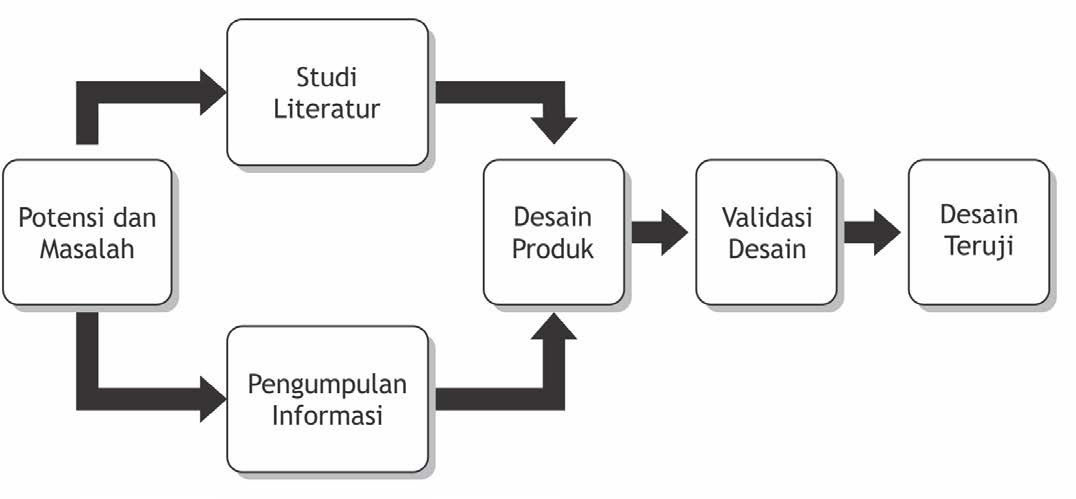 Potensi dan
Masalah
Studi
Literatur
Pengumpulan
Informasi
Desain
Produk
Validasi
Desain
Desain
Teruji